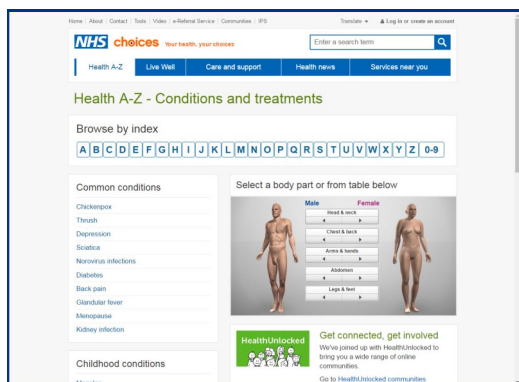 Home | About | Contact | Tools | Video | e-Referral Service | Communities | IPS
Translate
Log in or create an account
NHS choices Your health, your choices
Enter a search term
Health A-Z
Live Well
Care and support
Health news
Services near you
Health A-Z - Conditions and treatments
Browse by index
A B C D E F G H I J K L M N O P Q R S T U V W X Y Z 0-9
Common conditions
Chickenpox
Thrush
Depression
Sciatica
Norovirus infections
Diabetes
Back pain
Glandular fever
Menopause
Kidney infection
Childhood conditions
Select a body part or from table below
Male Female
Head & neck
Chest & back
Arms & hands
Abdomen
Legs & feet
HealthUnlocked
Get connected, get involved
We've joined up with HealthUnlocked to
bring you a wide range of online
communities.
Go to HealthUnlocked communities